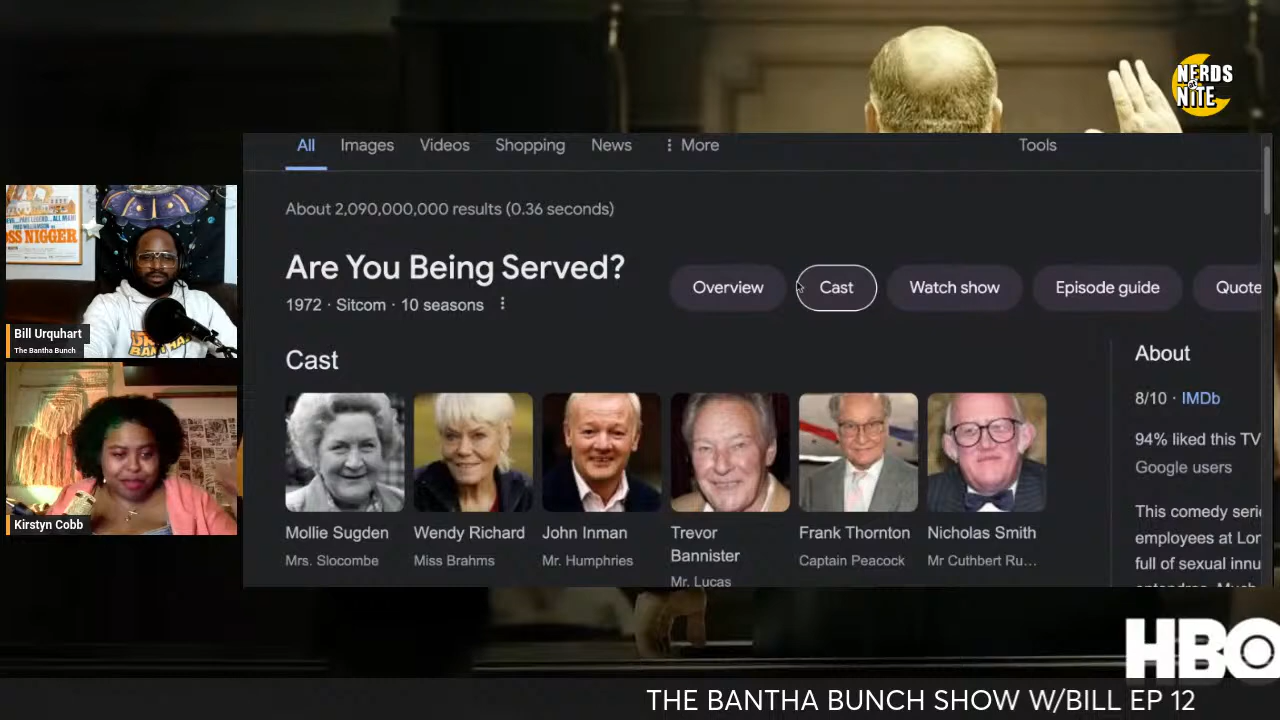 NERDS
@
NITE
All
Images
Videos
Shopping
News
More
Tools
About 2,090,000,000 results (0.36 seconds)
Are You Being Served?
1972 · Sitcom · 10 seasons
Overview
Cast
Watch show
Episode guide
Quote
Cast
Mollie Sugden
Mrs. Slocombe
Wendy Richard
Miss Brahms
John Inman
Mr. Humphries
Trevor
Bannister
Mr. Lucas
Frank Thornton
Captain Peacock
Nicholas Smith
Mr Cuthbert Ru...
About
8/10 · IMDb
94% liked this TV
Google users
This comedy seri
employees at Lor
full of sexual innu
SS NIGGER
Bill Urquhart
The Bantha Bunch
Kirstyn Cobb
HBO
THE BANTHA BUNCH SHOW W/BILL EP 12